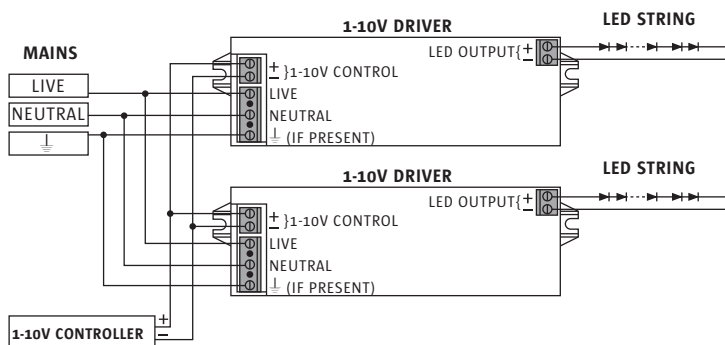 1-10V DRIVER
LED STRING
MAINS
LED OUTPUT{ + −
+ − }1-10V CONTROL
LIVE
LIVE
NEUTRAL
NEUTRAL
⏚ (IF PRESENT)
⏚
1-10V DRIVER
LED STRING
LED OUTPUT{ + −
+ − }1-10V CONTROL
LIVE
NEUTRAL
⏚ (IF PRESENT)
1-10V CONTROLLER + −